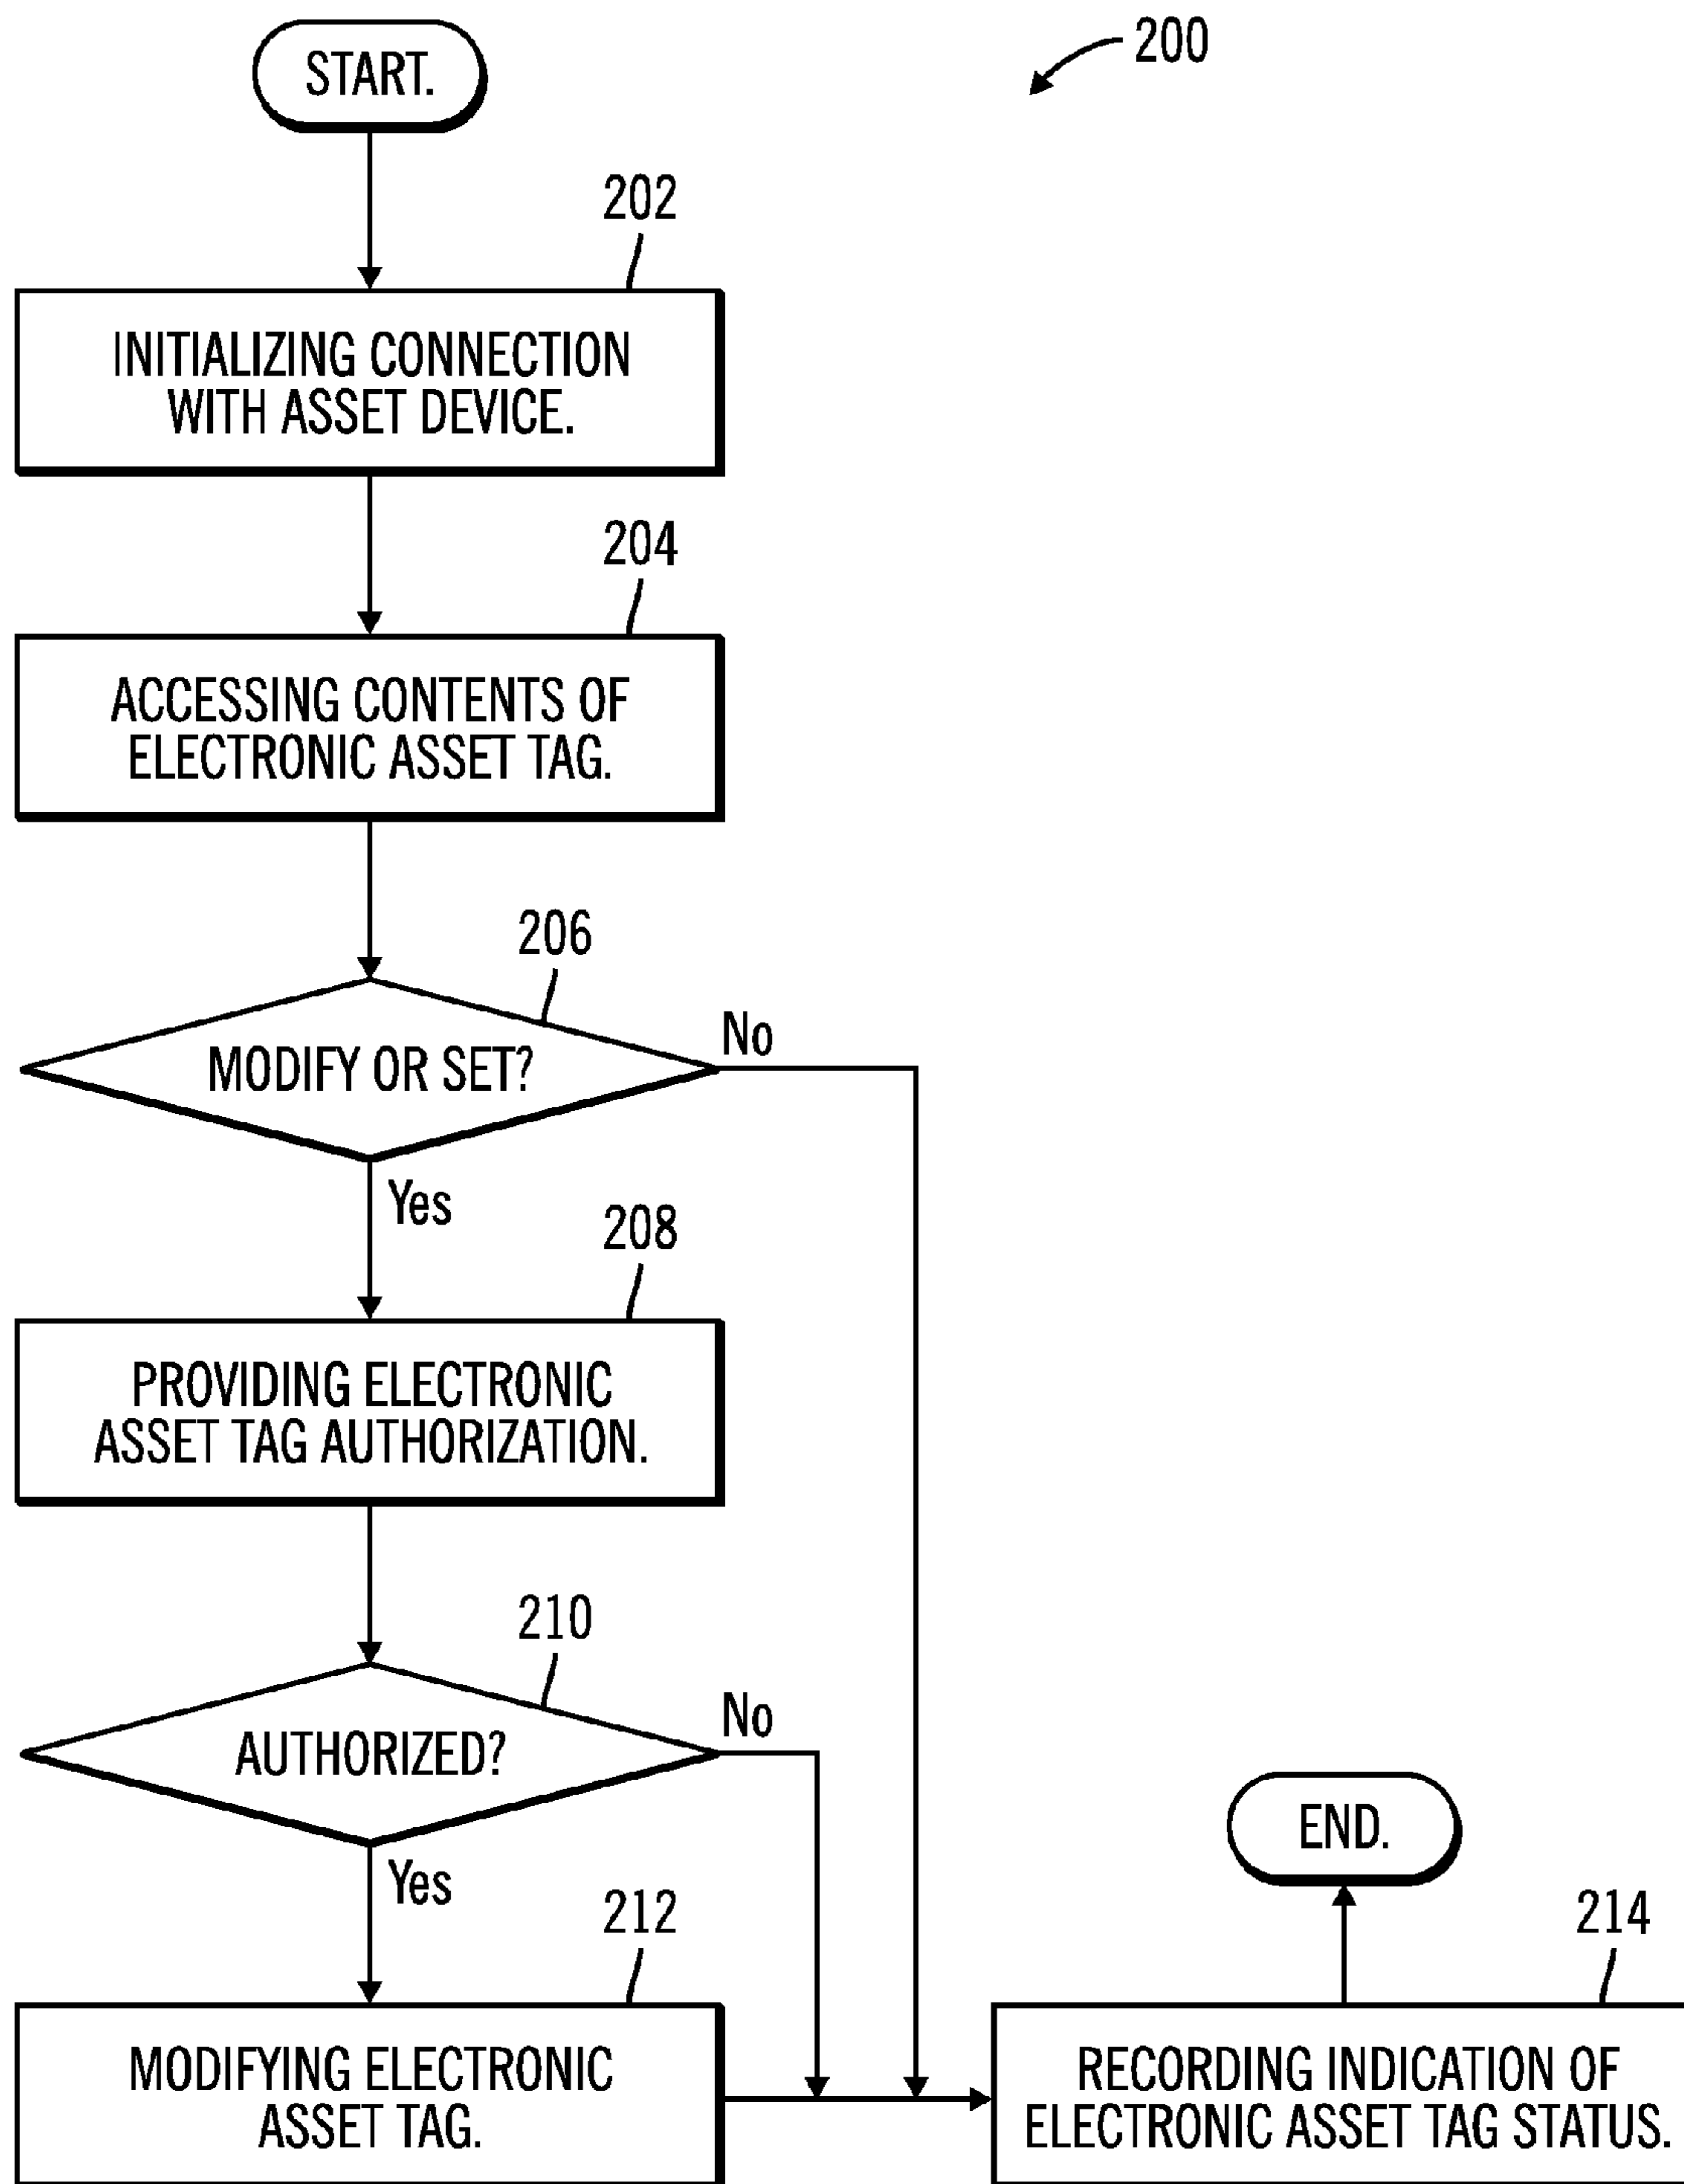 START.
200
202
INITIALIZING CONNECTION
WITH ASSET DEVICE.
204
ACCESSING CONTENTS OF
ELECTRONIC ASSET TAG.
206
MODIFY OR SET?
No
Yes
208
PROVIDING ELECTRONIC
ASSET TAG AUTHORIZATION.
210
AUTHORIZED?
No
Yes
212
MODIFYING ELECTRONIC
ASSET TAG.
END.
214
RECORDING INDICATION OF
ELECTRONIC ASSET TAG STATUS.